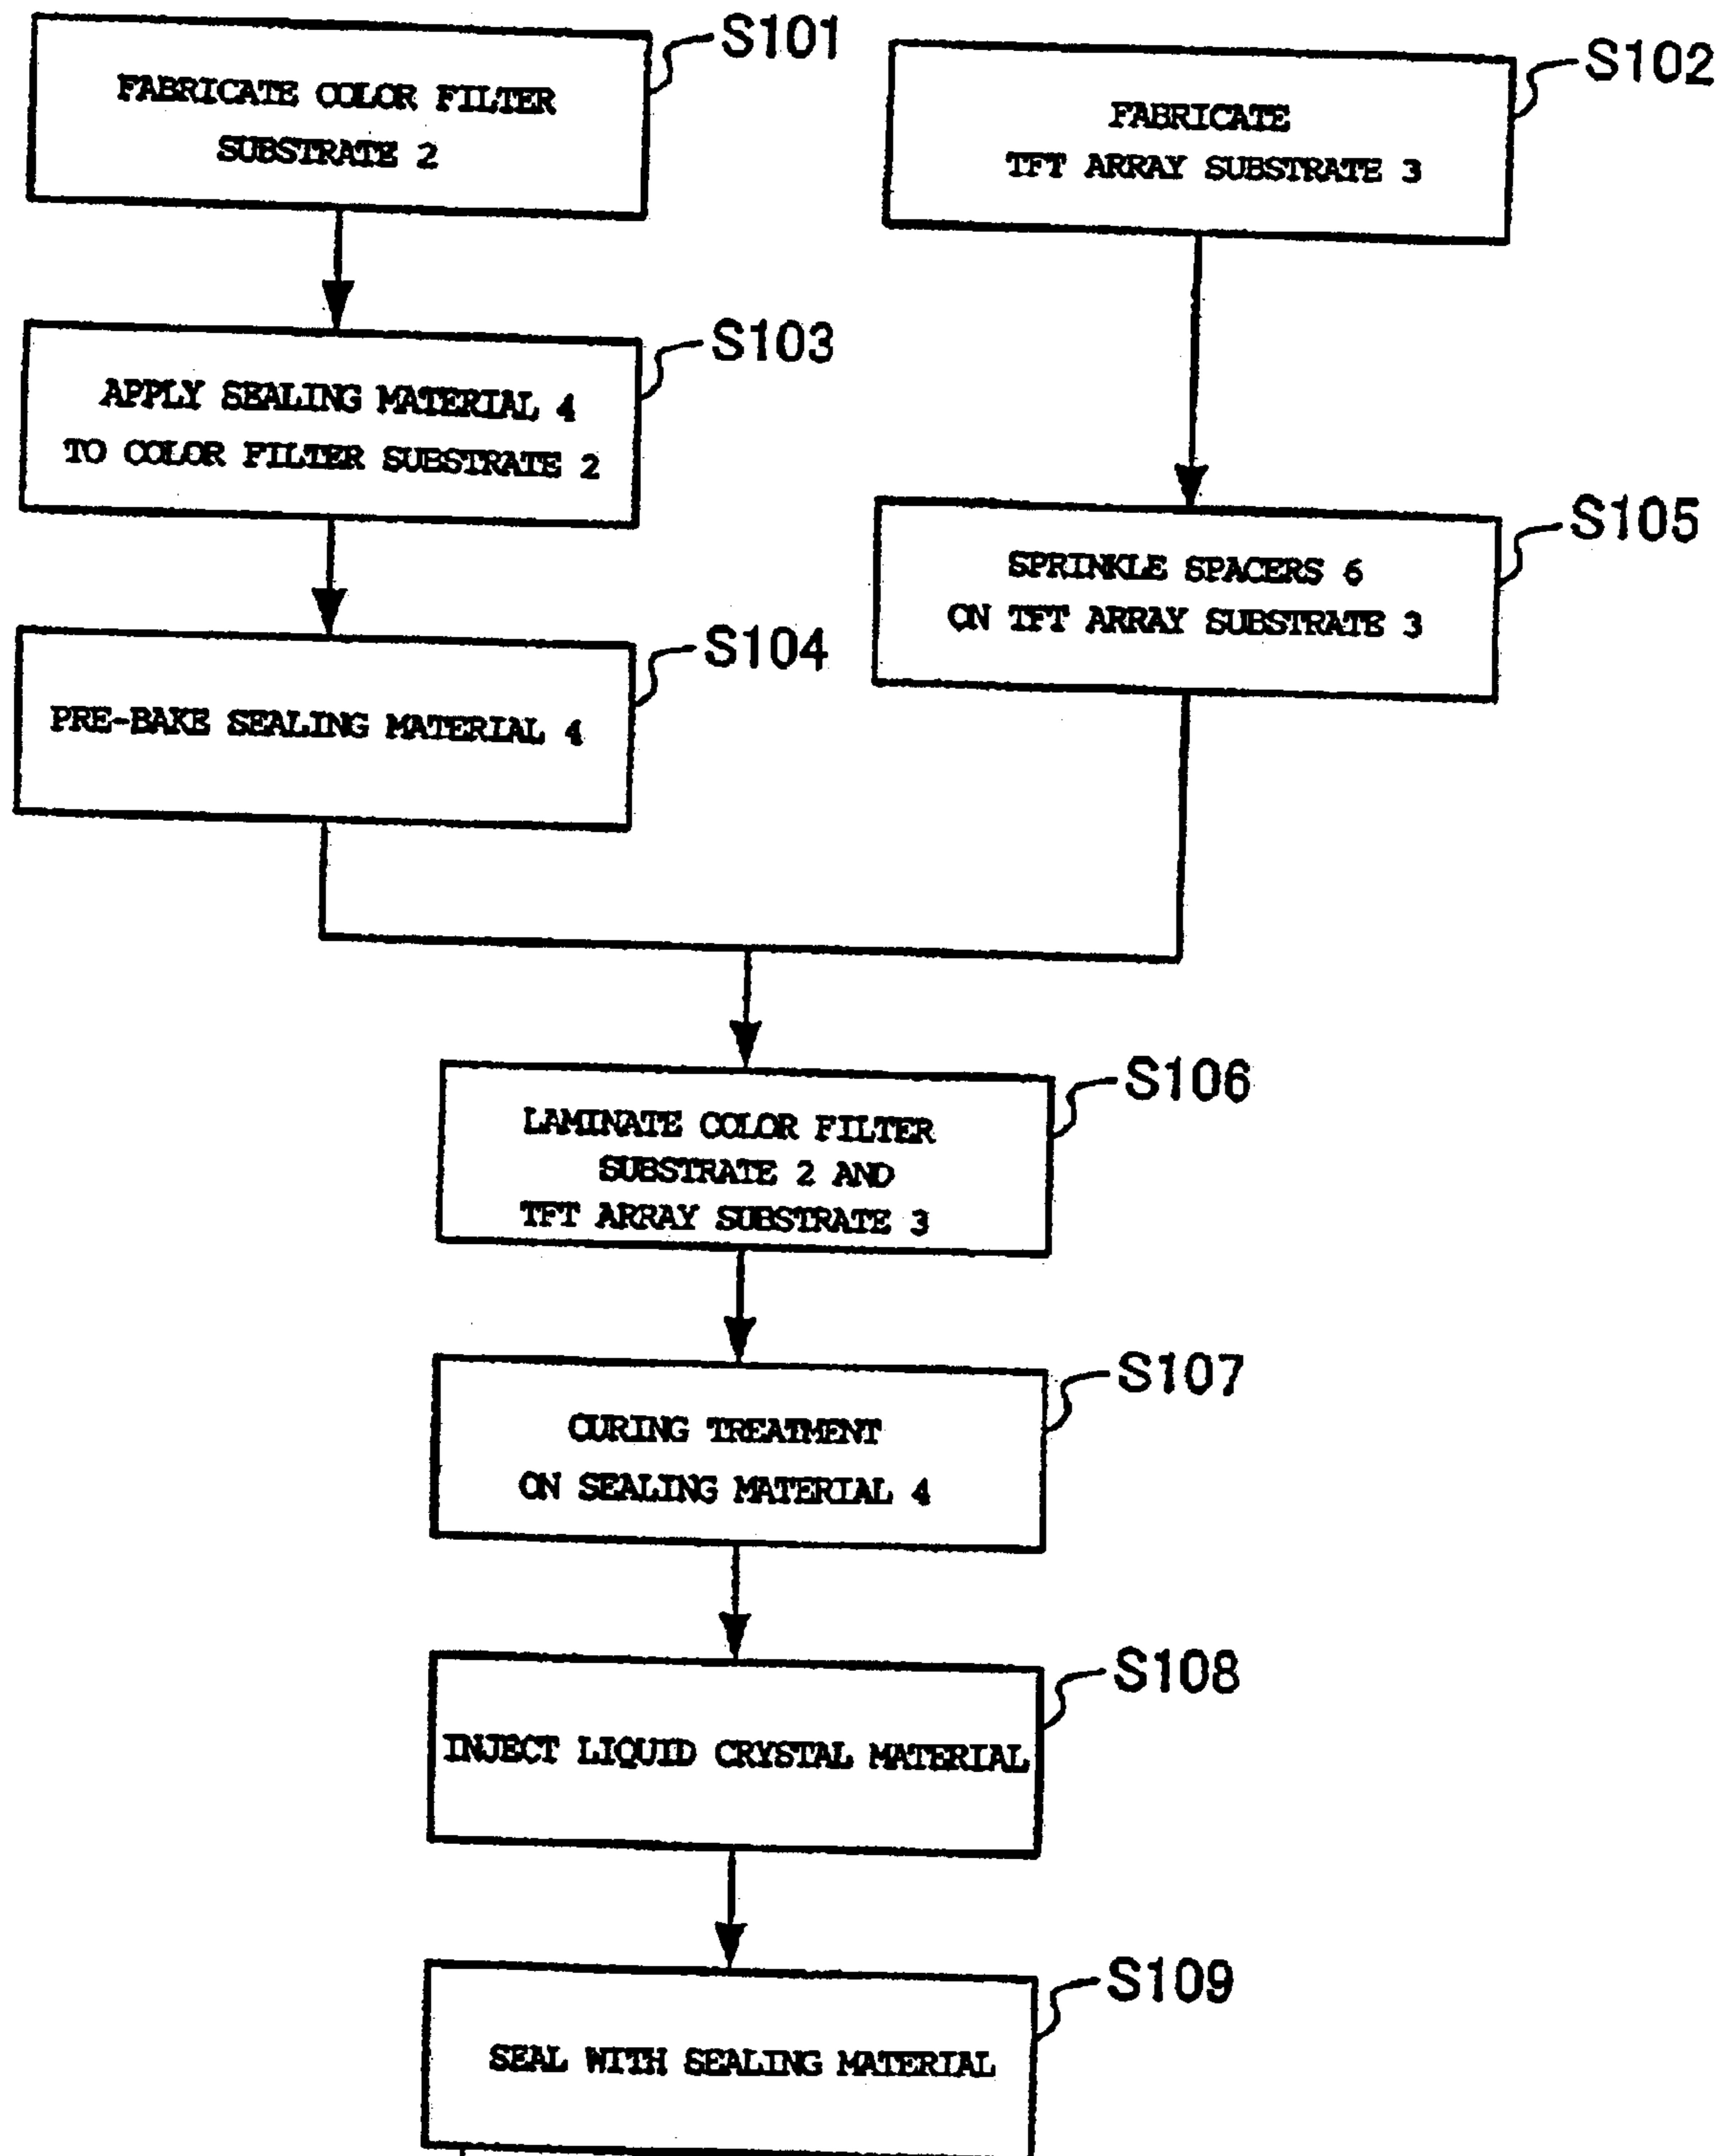 S101
FABRICATE COLOR FILTER
SUBSTRATE 2
S102
FABRICATE
TFT ARRAY SUBSTRATE 3
S103
APPLY SEALING MATERIAL 4
TO COLOR FILTER SUBSTRATE 2
S104
PRE-BAKE SEALING MATERIAL 4
S105
SPRINKLE SPACERS 6
ON TFT ARRAY SUBSTRATE 3
S106
LAMINATE COLOR FILTER
SUBSTRATE 2 AND
TFT ARRAY SUBSTRATE 3
S107
CURING TREATMENT
ON SEALING MATERIAL 4
S108
INJECT LIQUID CRYSTAL MATERIAL
S109
SEAL WITH SEALING MATERIAL